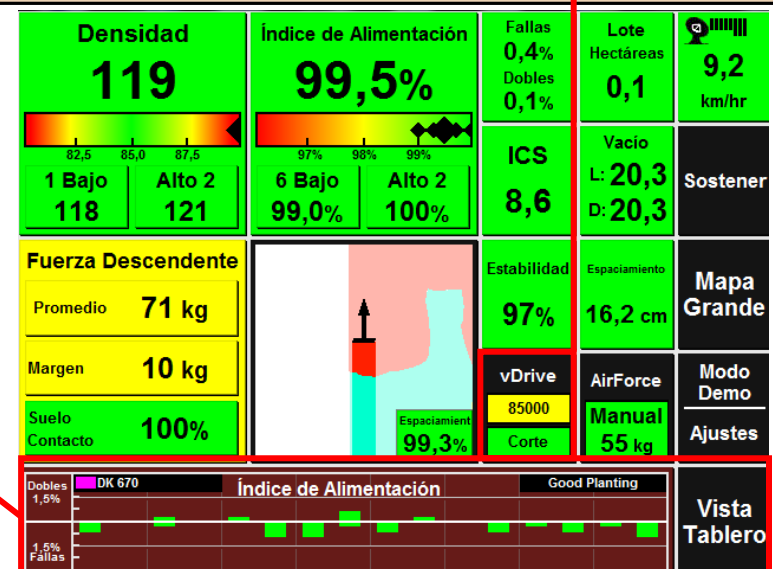 Densidad
119
82,5 85,0 87,5
1 Bajo
118
Alto 2
121
Índice de Alimentación
99,5%
97% 98% 99%
6 Bajo
99,0%
Alto 2
100%
Fallas
0,4%
Dobles
0,1%
Lote
Hectáreas
0,1
9,2
km/hr
ICS
8,6
Vacío
L: 20,3
D: 20,3
Sostener
Fuerza Descendente
Promedio 71 kg
Margen 10 kg
Suelo
Contacto 100%
Espaciamient
99,3%
Estabilidad
97%
Espaciamiento
16,2 cm
Mapa
Grande
vDrive
85000
Corte
AirForce
Manual
55 kg
Modo
Demo
Ajustes
Dobles
1,5%
DK 670
Índice de Alimentación
Good Planting
1,5%
Fallas
Vista
Tablero